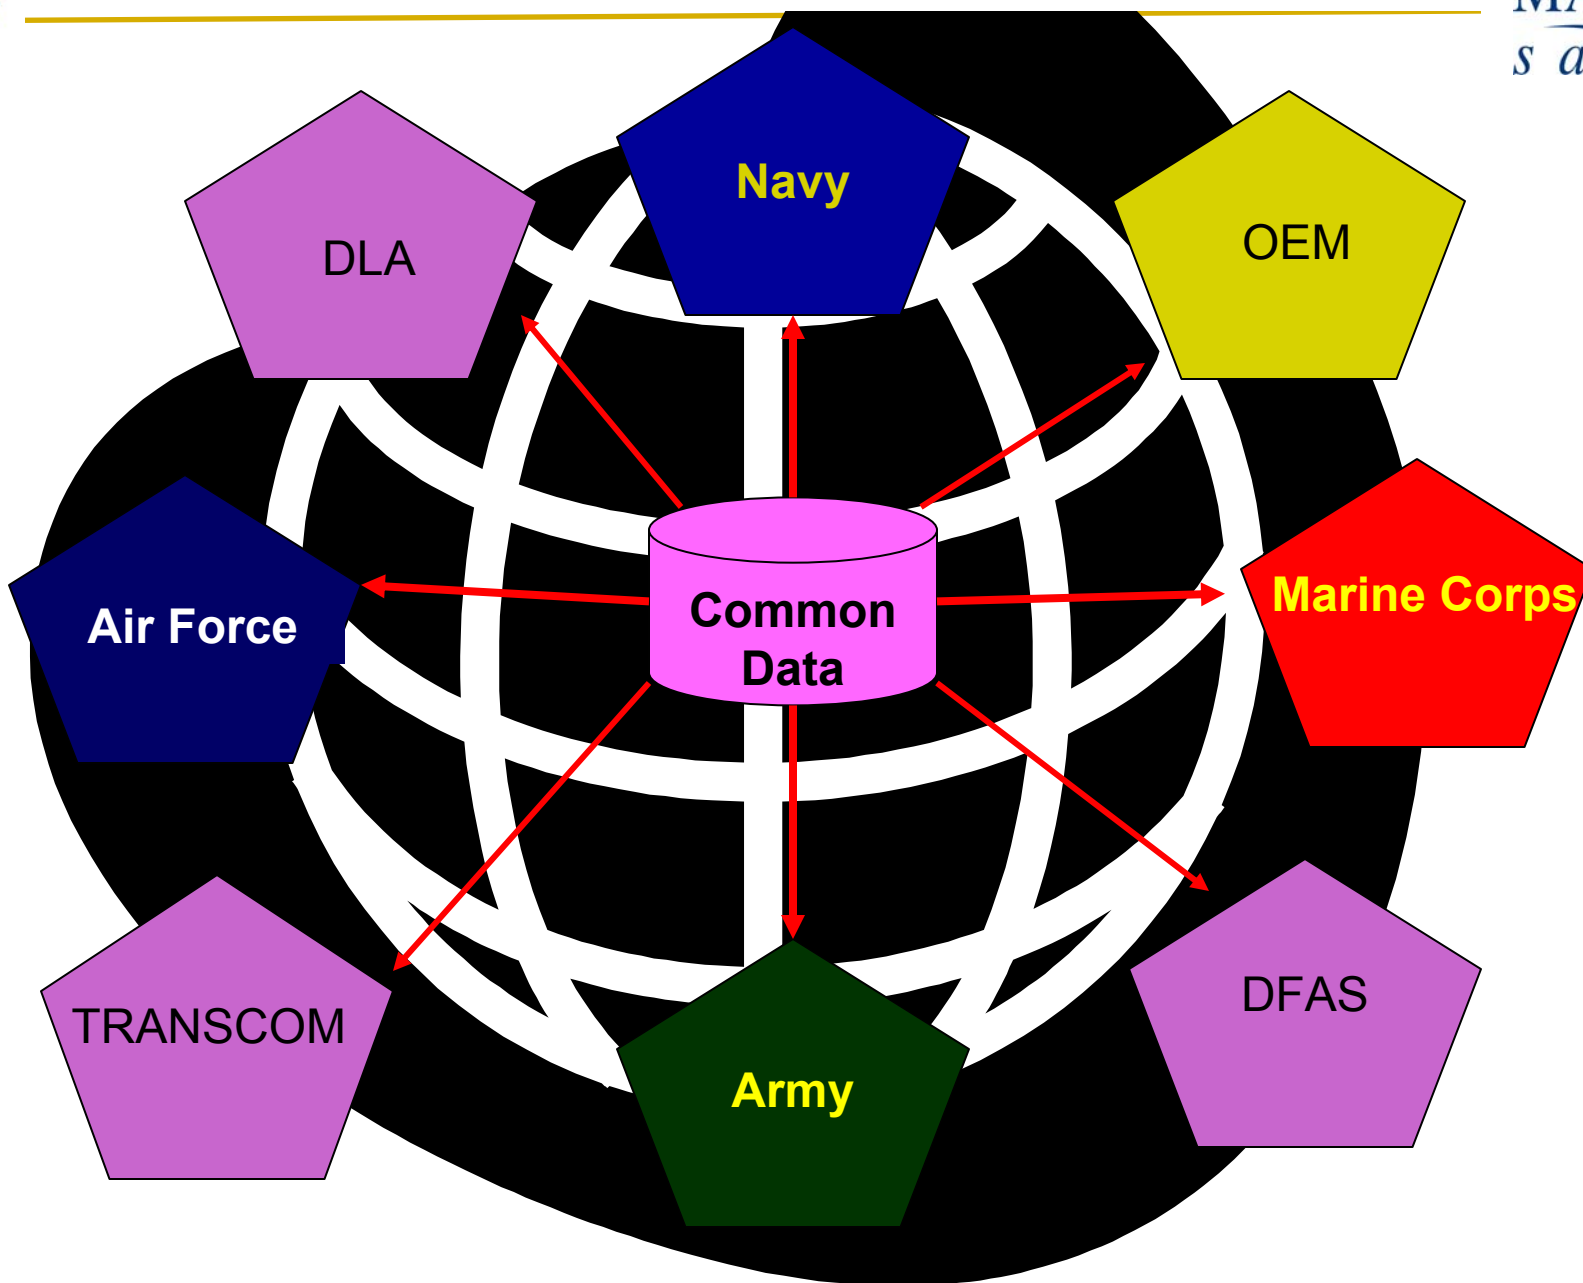 s a
Navy
DLA
OEM
Common
Data
Air Force
Marine Corps
TRANSCOM
DFAS
Army